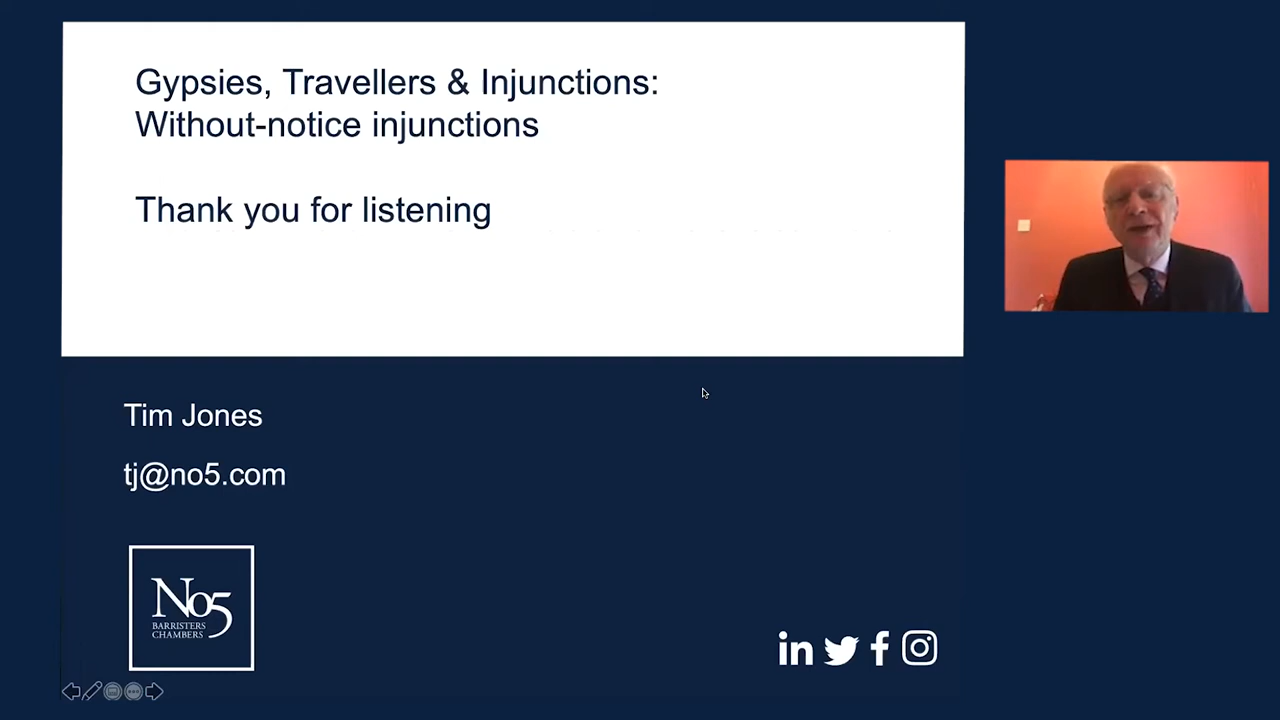 Gypsies, Travellers & Injunctions:
Without-notice injunctions
Thank you for listening
Tim Jones
tj@no5.com
No5
BARRISTERS
CHAMBERS